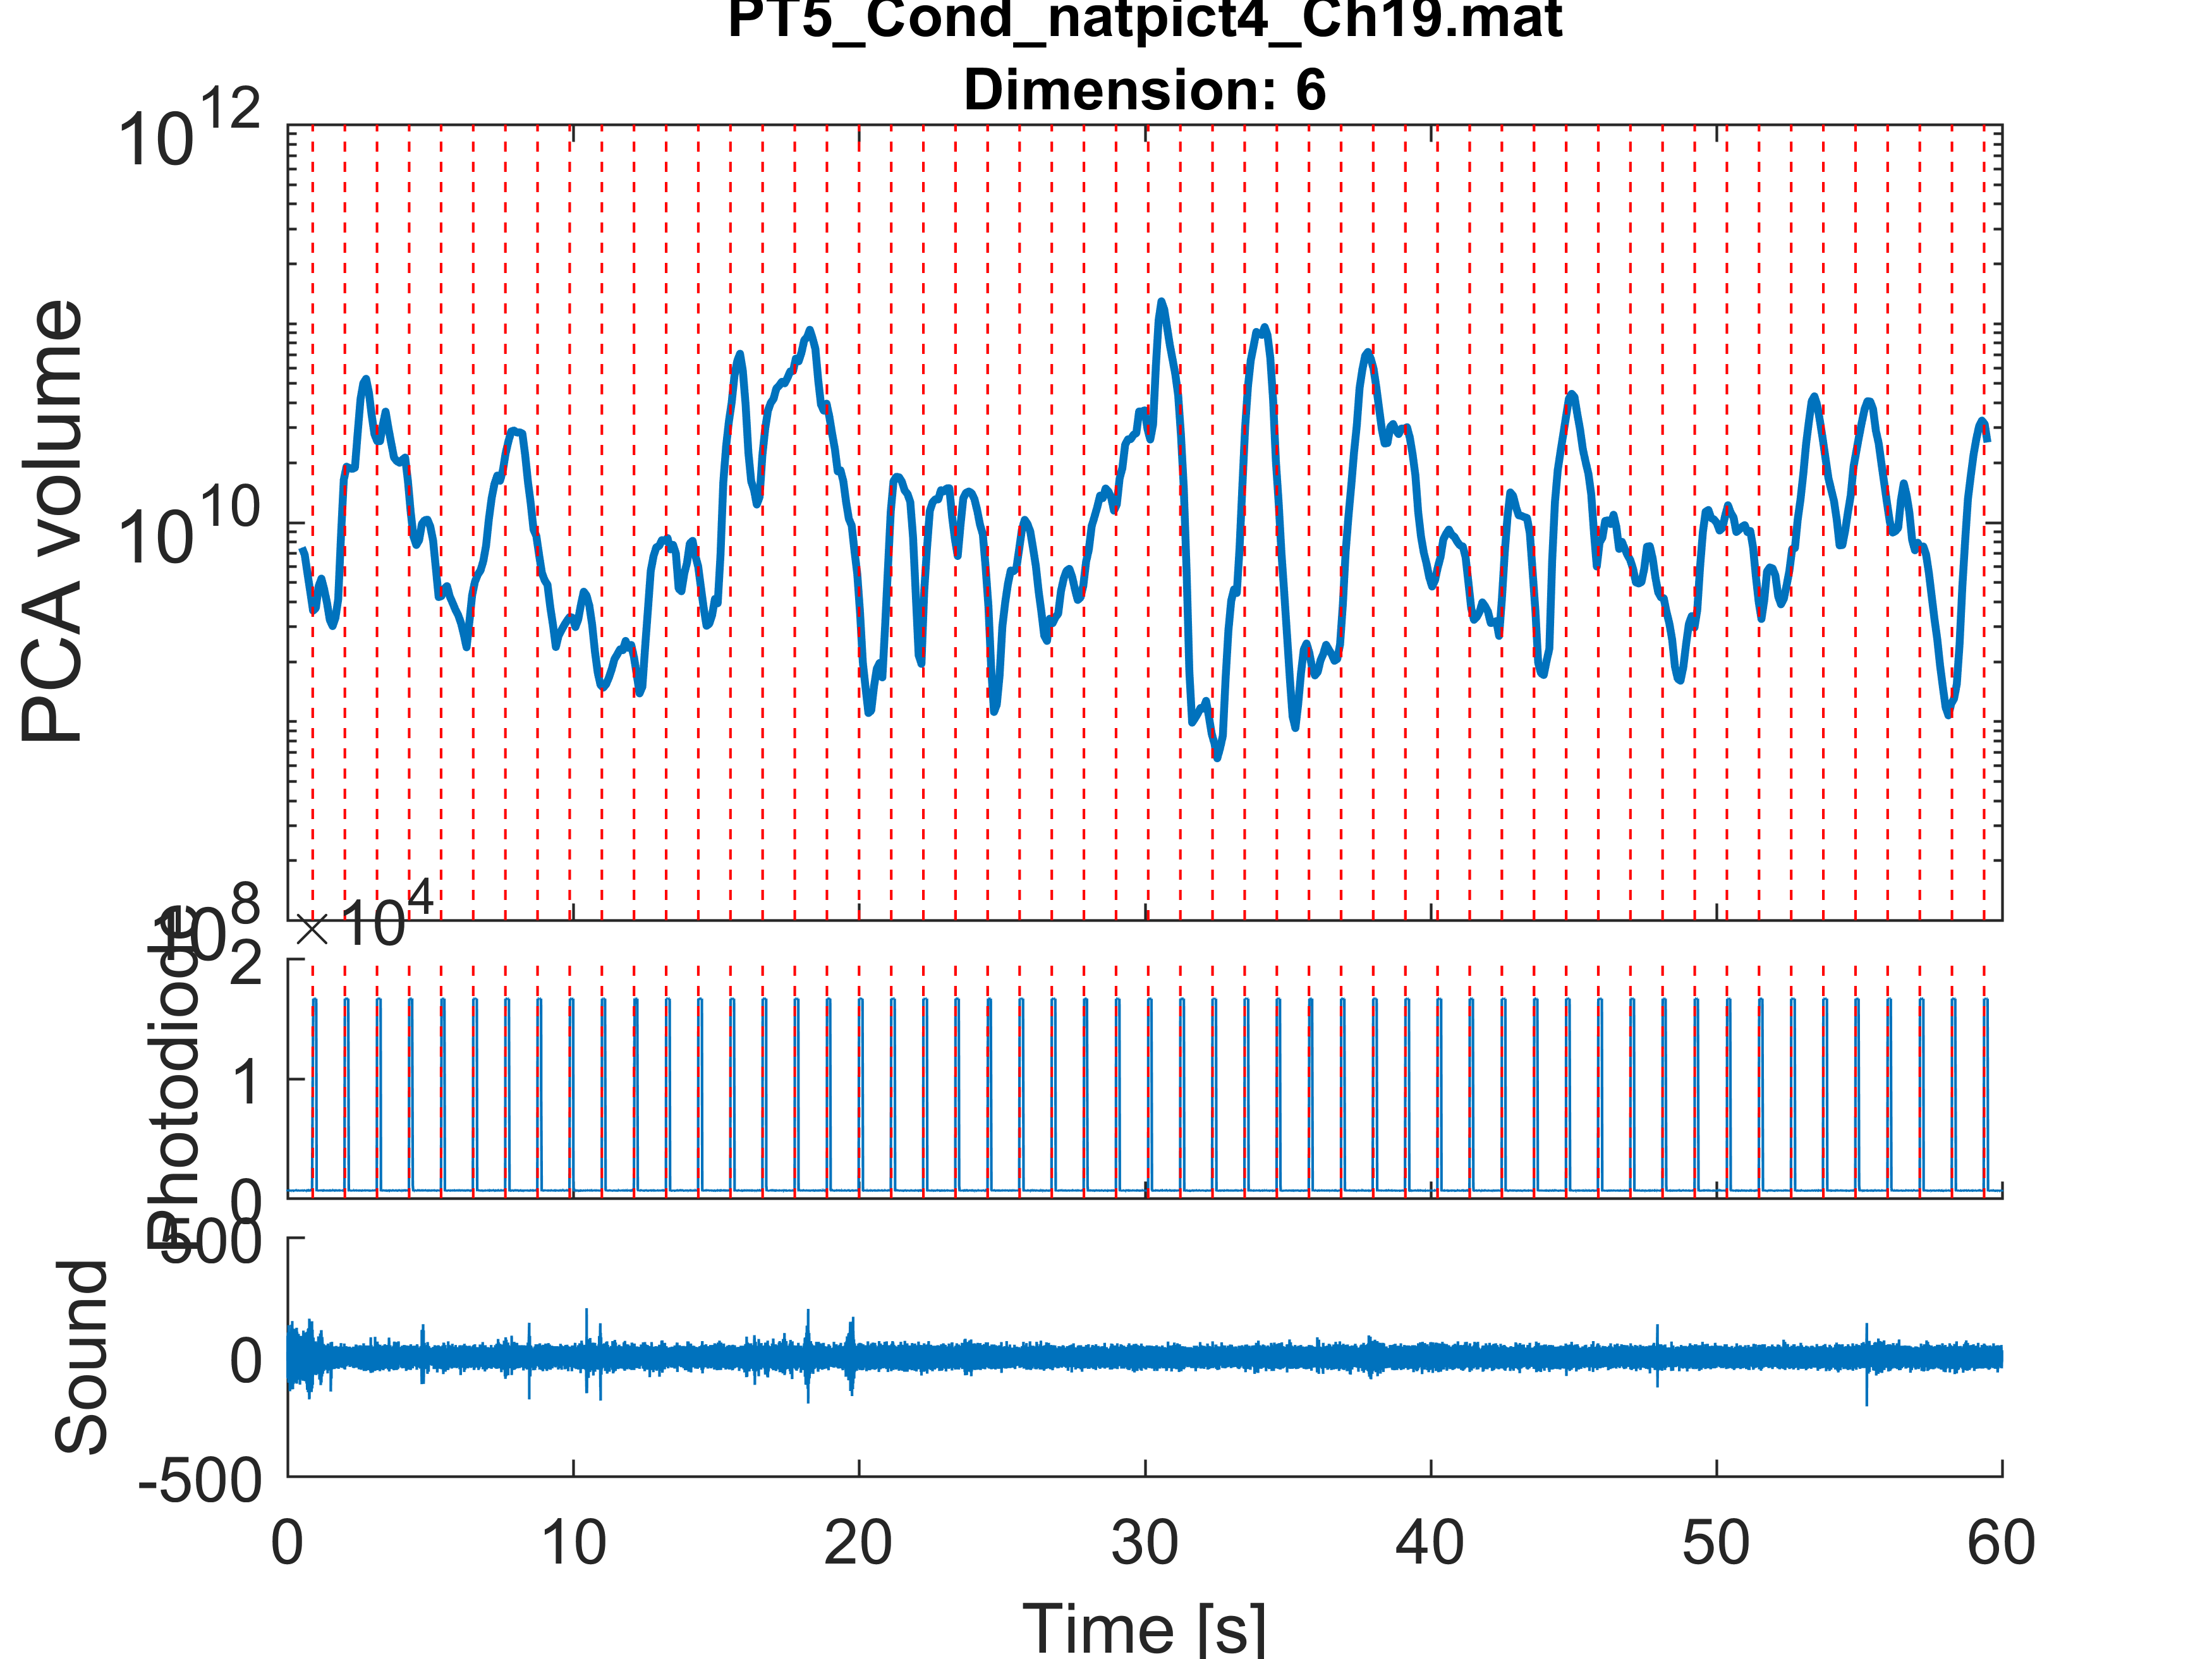 PT5_Cond_natpict4_Ch19.mat
Dimension: 6
10^12
10^10
10^8
PCA volume
×10^4
2
1
0
Photodiode
500
0
-500
Sound
0 10 20 30 40 50 60
Time [s]